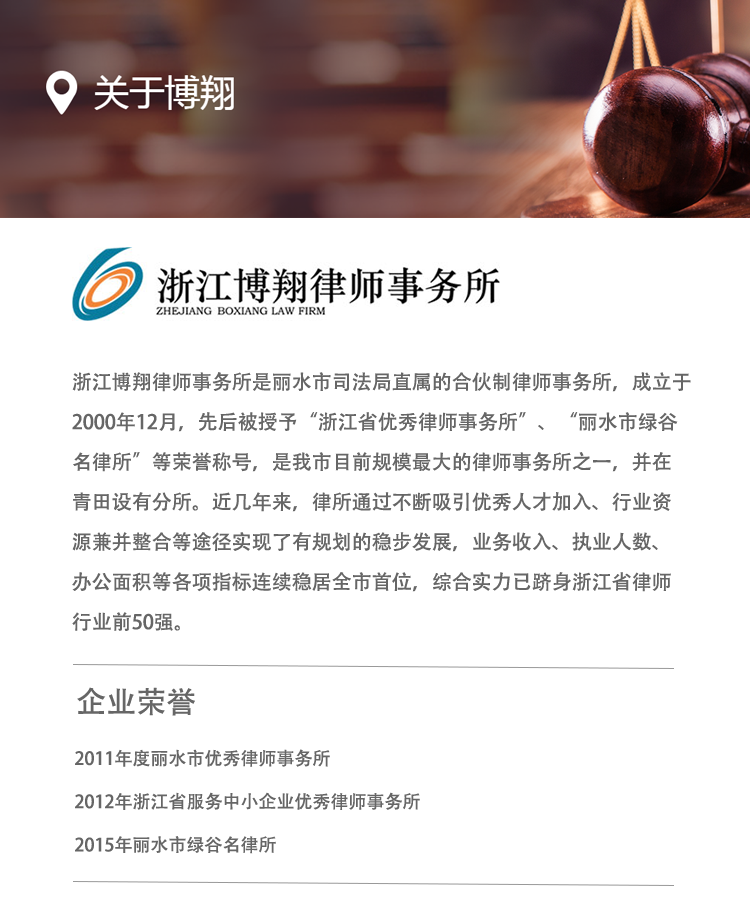 关于博翔
浙江博翔律师事务所
ZHEJIANG BOXIANG LAW FIRM
浙江博翔律师事务所是丽水市司法局直属的合伙制律师事务所，成立于
2000年12月，先后被授予“浙江省优秀律师事务所”、“丽水市绿谷
名律所”等荣誉称号，是我市目前规模最大的律师事务所之一，并在
青田设有分所。近几年来，律所通过不断吸引优秀人才加入、行业资
源兼并整合等途径实现了有规划的稳步发展，业务收入、执业人数、
办公面积等各项指标连续稳居全市首位，综合实力已跻身浙江省律师
行业前50强。
企业荣誉
2011年度丽水市优秀律师事务所
2012年浙江省服务中小企业优秀律师事务所
2015年丽水市绿谷名律所